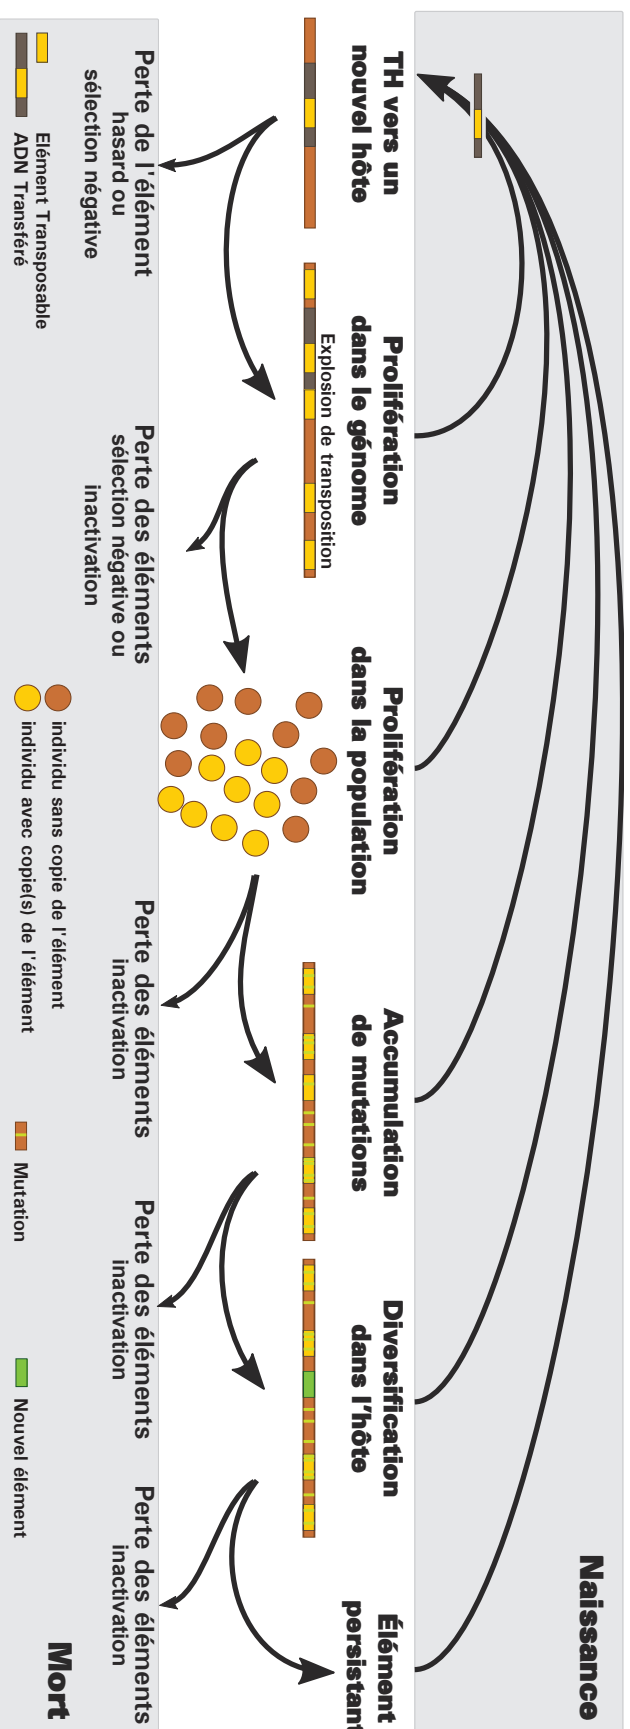 Naissance
TH vers un
nouvel hôte
Prolifération
dans le génome
Explosion de transposition
Prolifération
dans la population
Accumulation
de mutations
Diversification
dans l'hôte
Élément
persistant
Perte de l'élément
hasard ou
sélection négative
Perte des éléments
sélection négative ou
inactivation
Perte des éléments
inactivation
Perte des éléments
inactivation
Perte des éléments
inactivation
Mort
Elément Transposable
ADN Transféré
individu sans copie de l'élément
individu avec copie(s) de l'élément
Mutation
Nouvel élément